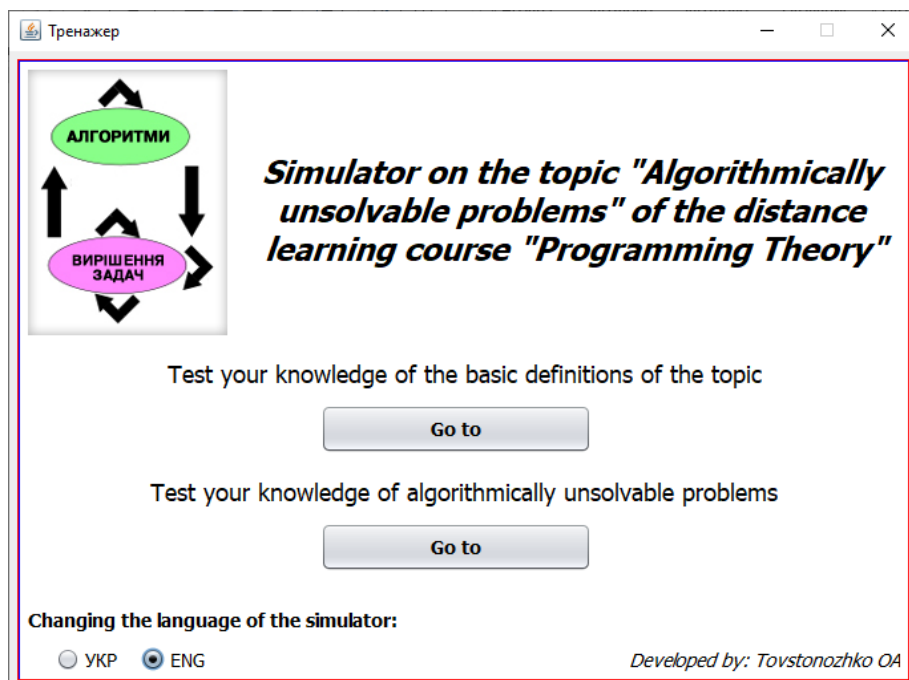 Тренажер
АЛГОРИТМИ
ВИРІШЕННЯ
ЗАДАЧ
Simulator on the topic "Algorithmically
unsolvable problems" of the distance
learning course "Programming Theory"
Test your knowledge of the basic definitions of the topic
Go to
Test your knowledge of algorithmically unsolvable problems
Go to
Changing the language of the simulator:
УКР ENG
Developed by: Tovstonozhko OA